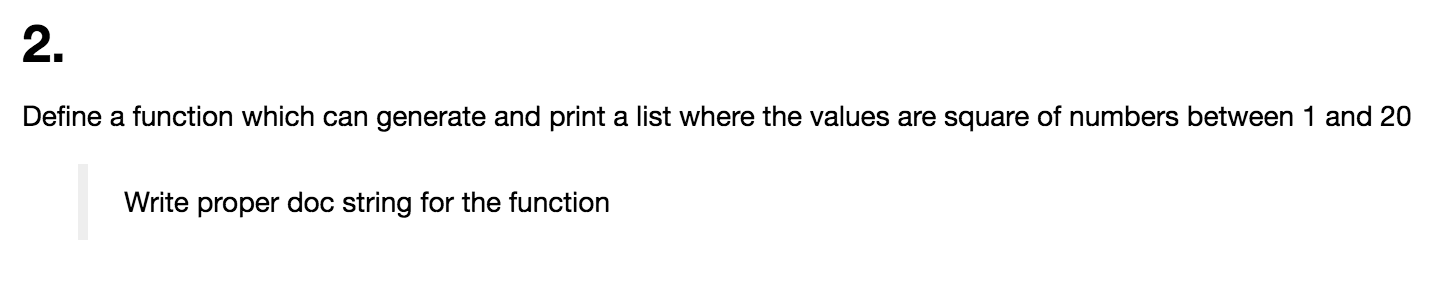 2.
Define a function which can generate and print a list where the values are square of numbers between 1 and 20
Write proper doc string for the function